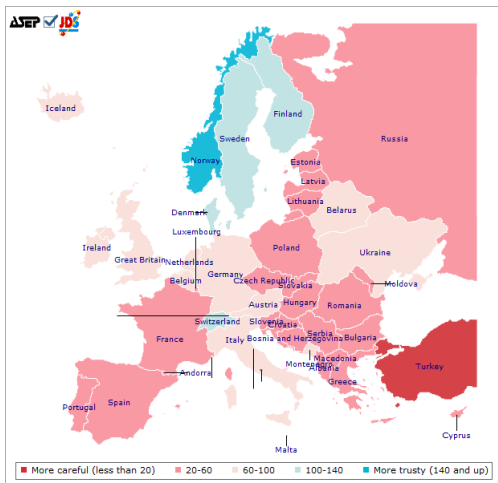 ASEP JDS
Iceland
Finland
Russia
Sweden
Norway
Estonia
Latvia
Lithuania
Belarus
Denmark
Luxembourg
Ireland
Great Britain
Netherlands
Poland
Ukraine
Belgium
Germany
Czech Republic
Slovakia
Moldova
Austria
Hungary
Romania
Switzerland
Slovenia
Croatia
France
Italy
Bosnia and Herzegovina
Serbia
Bulgaria
Montenegro
Macedonia
Albania
Andorra
Turkey
Greece
Portugal
Spain
Cyprus
Malta
More careful (less than 20) 20-60 60-100 100-140 More trusty (140 and up)